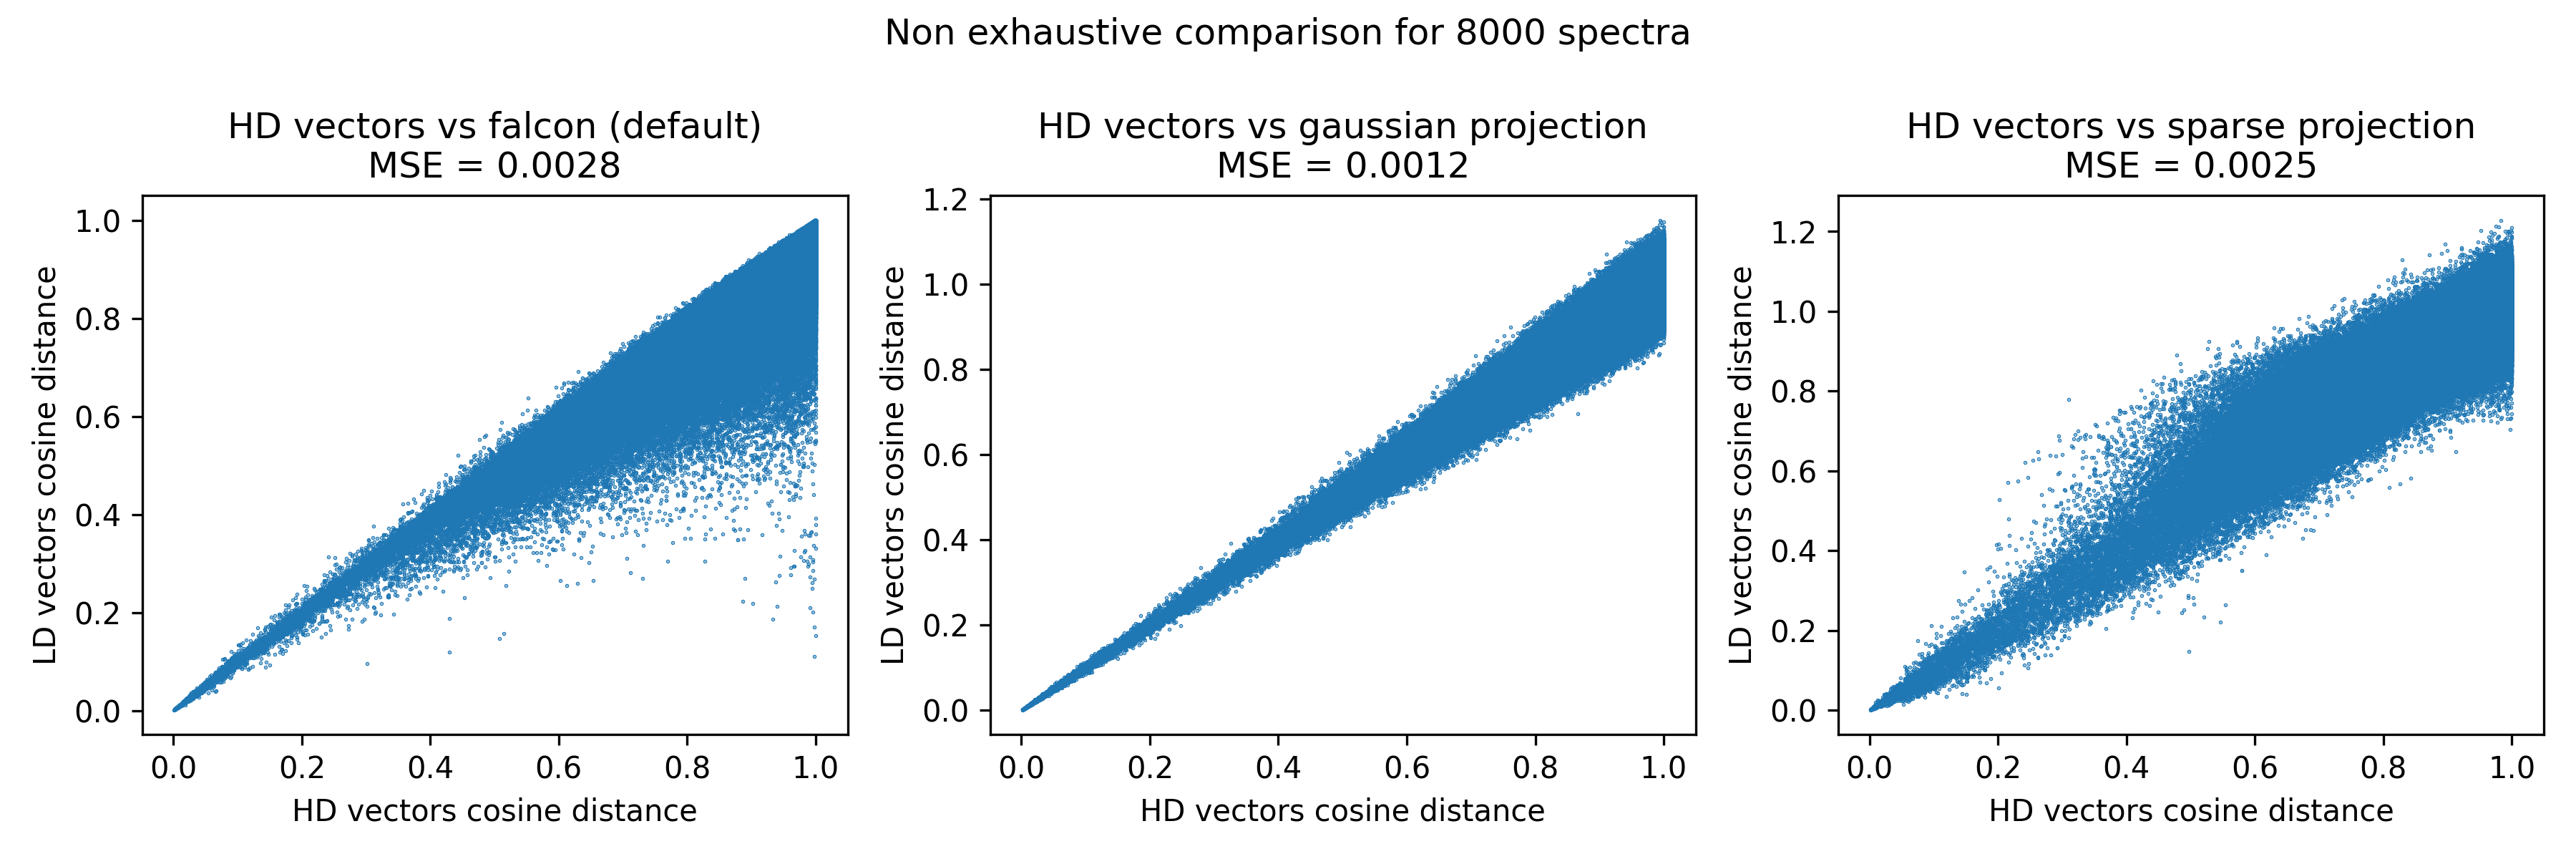 Non exhaustive comparison for 8000 spectra
HD vectors vs falcon (default)
MSE = 0.0028
1.0
0.8
0.6
0.4
0.2
0.0
LD vectors cosine distance
0.0 0.2 0.4 0.6 0.8 1.0
HD vectors cosine distance
HD vectors vs gaussian projection
MSE = 0.0012
1.2
1.0
0.8
0.6
0.4
0.2
0.0
LD vectors cosine distance
0.0 0.2 0.4 0.6 0.8 1.0
HD vectors cosine distance
HD vectors vs sparse projection
MSE = 0.0025
1.2
1.0
0.8
0.6
0.4
0.2
0.0
LD vectors cosine distance
0.0 0.2 0.4 0.6 0.8 1.0
HD vectors cosine distance